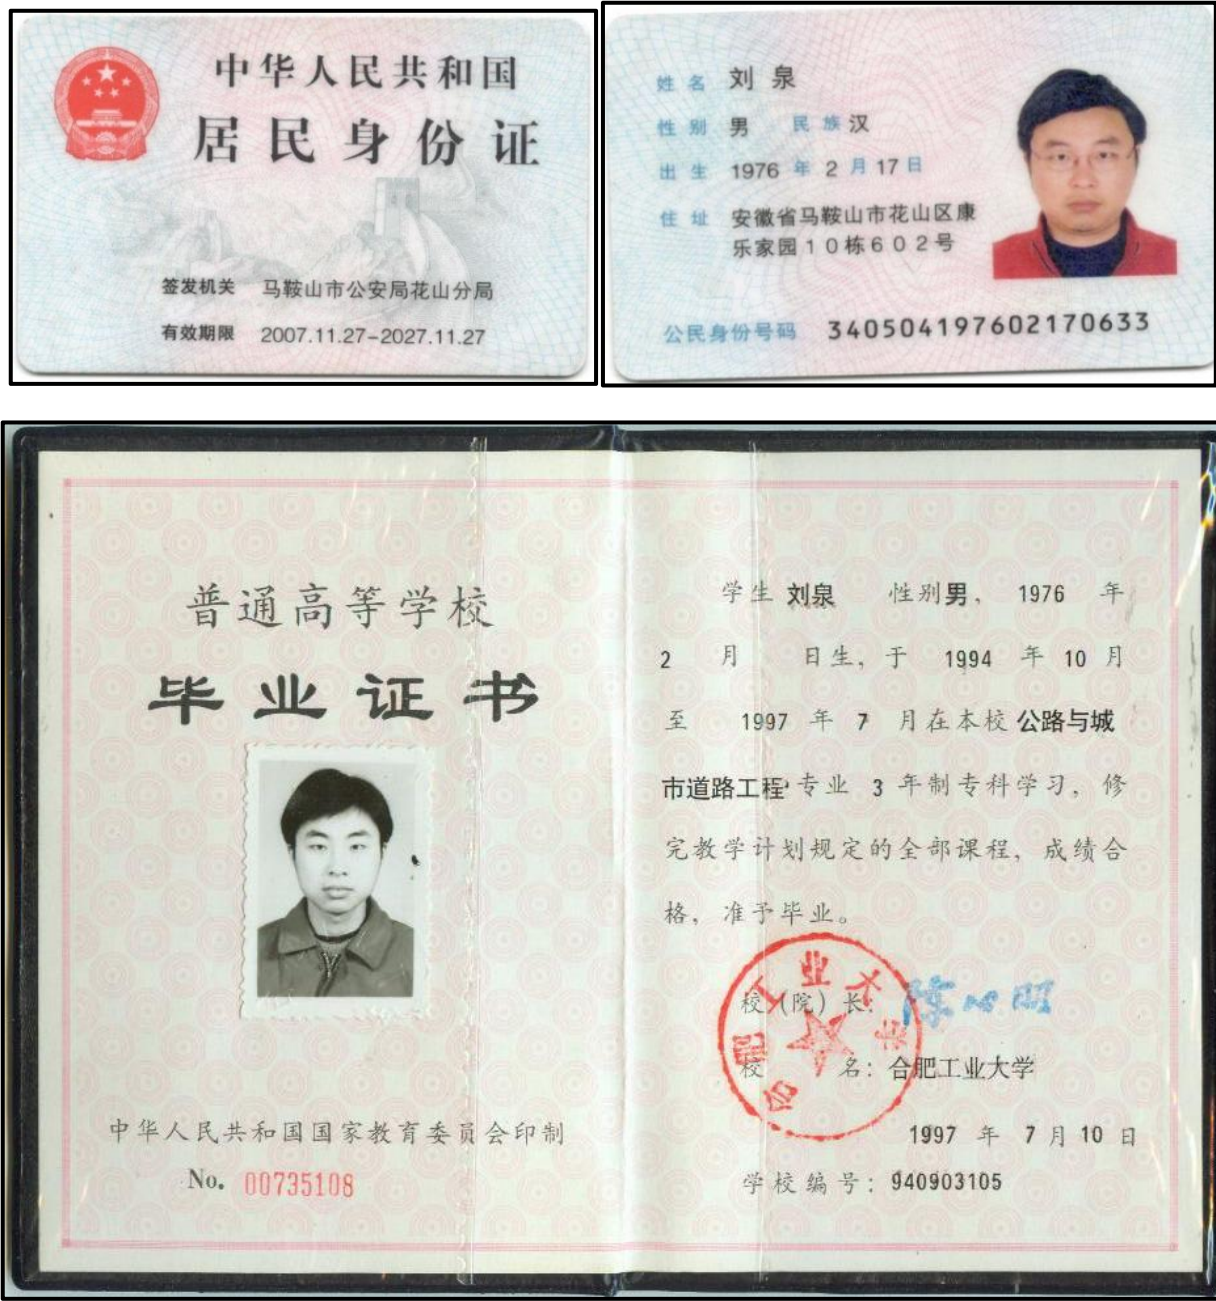 中华人民共和国
居民身份证
签发机关 马鞍山市公安局花山分局
有效期限 2007.11.27-2027.11.27
姓名 刘泉
性别 男 民族 汉
出生 1976 年 2 月 17 日
住址 安徽省马鞍山市花山区康
乐家园10栋602号
公民身份号码 340504197602170633
普通高等学校
毕业证书
中华人民共和国国家教育委员会印制
No. 00735108
学生 刘泉 性别男, 1976 年
2 月 日生, 于 1994 年 10 月
至 1997 年 7 月在本校 公路与城
市道路工程 专业 3 年制专科学习, 修
完教学计划规定的全部课程, 成绩合
格, 准予毕业。
校(院)长:
校 名: 合肥工业大学
合肥工业大学
1997 年 7 月 10 日
学校编号: 940903105